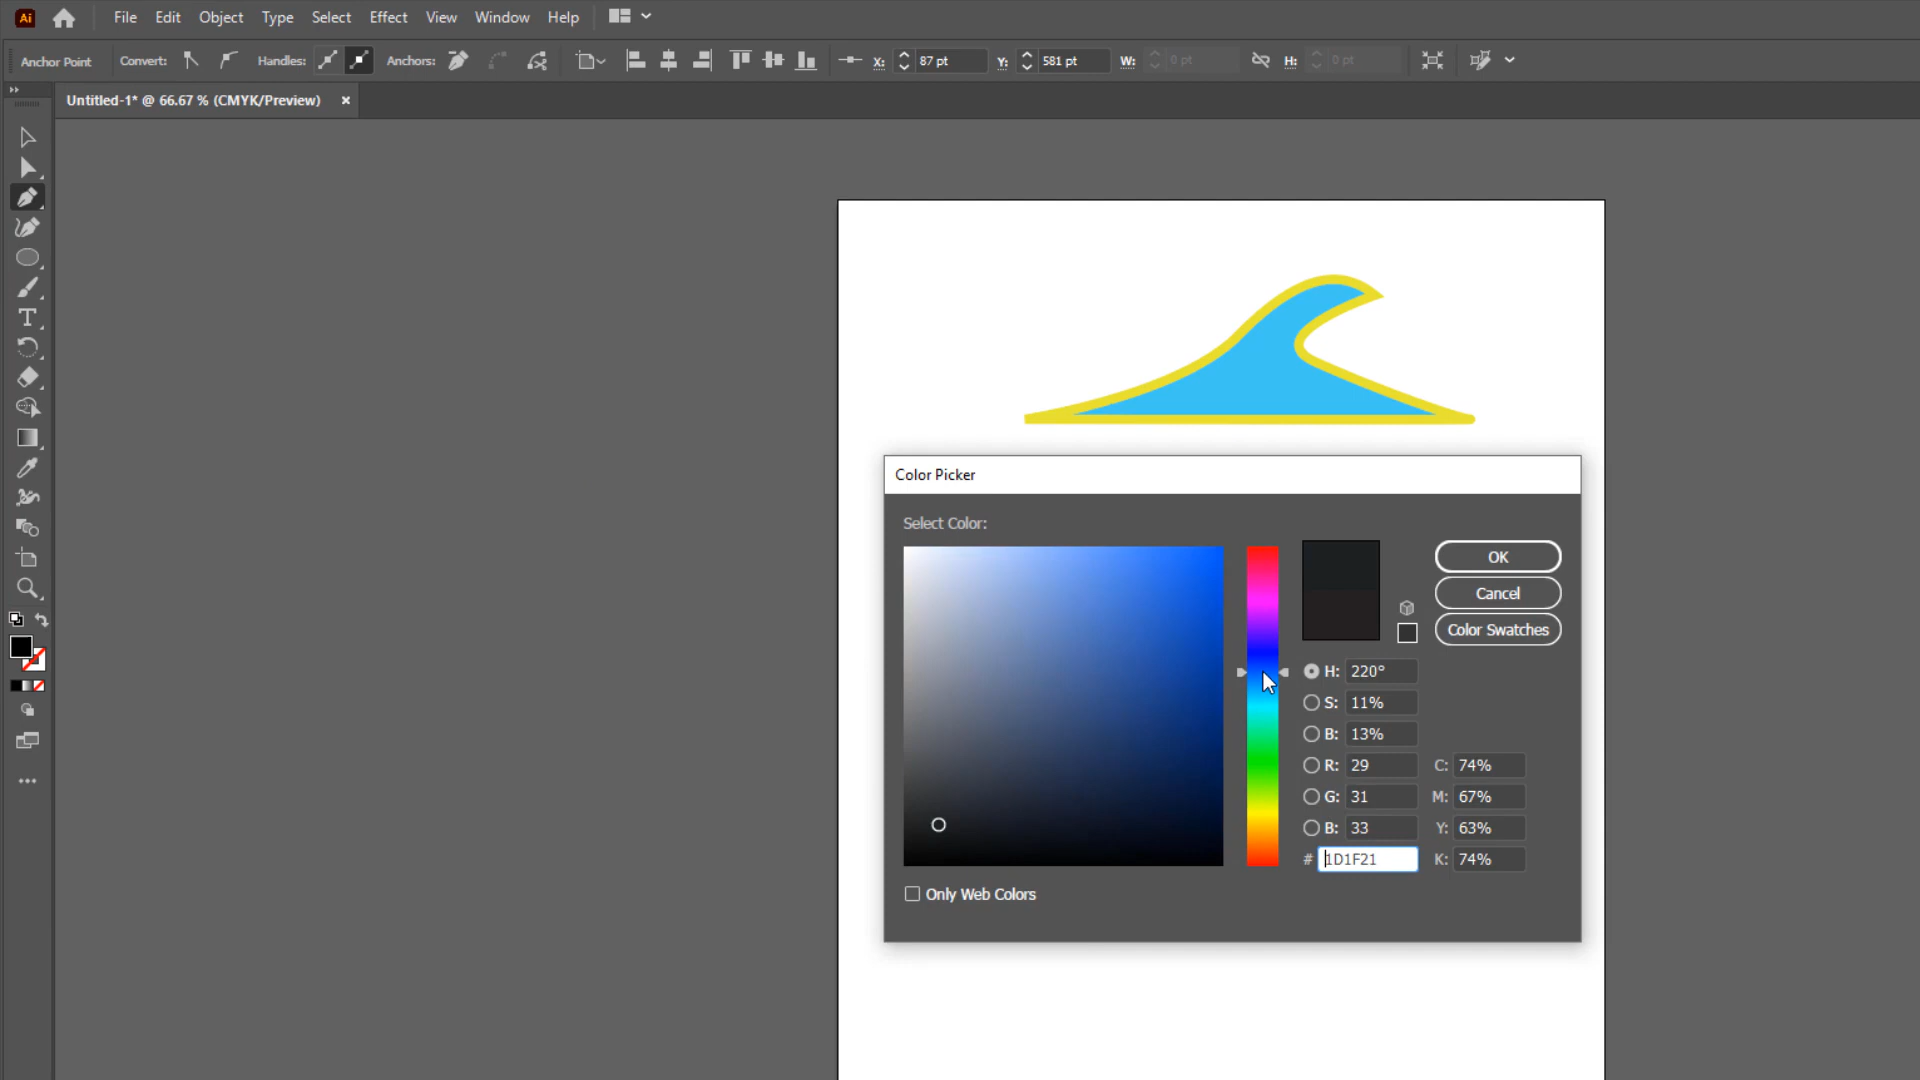 Ai File Edit Object Type Select Effect View Window Help
Anchor Point Convert: Handles: Anchors: X: 87 pt Y: 581 pt W: 0 pt H: 0 pt
Untitled-1* @ 66.67 % (CMYK/Preview) ×
Color Picker
Select Color:
OK
Cancel
Color Swatches
H: 220°
S: 11%
B: 13%
R: 29 C: 74%
G: 31 M: 67%
B: 33 Y: 63%
# 1D1F21 K: 74%
Only Web Colors